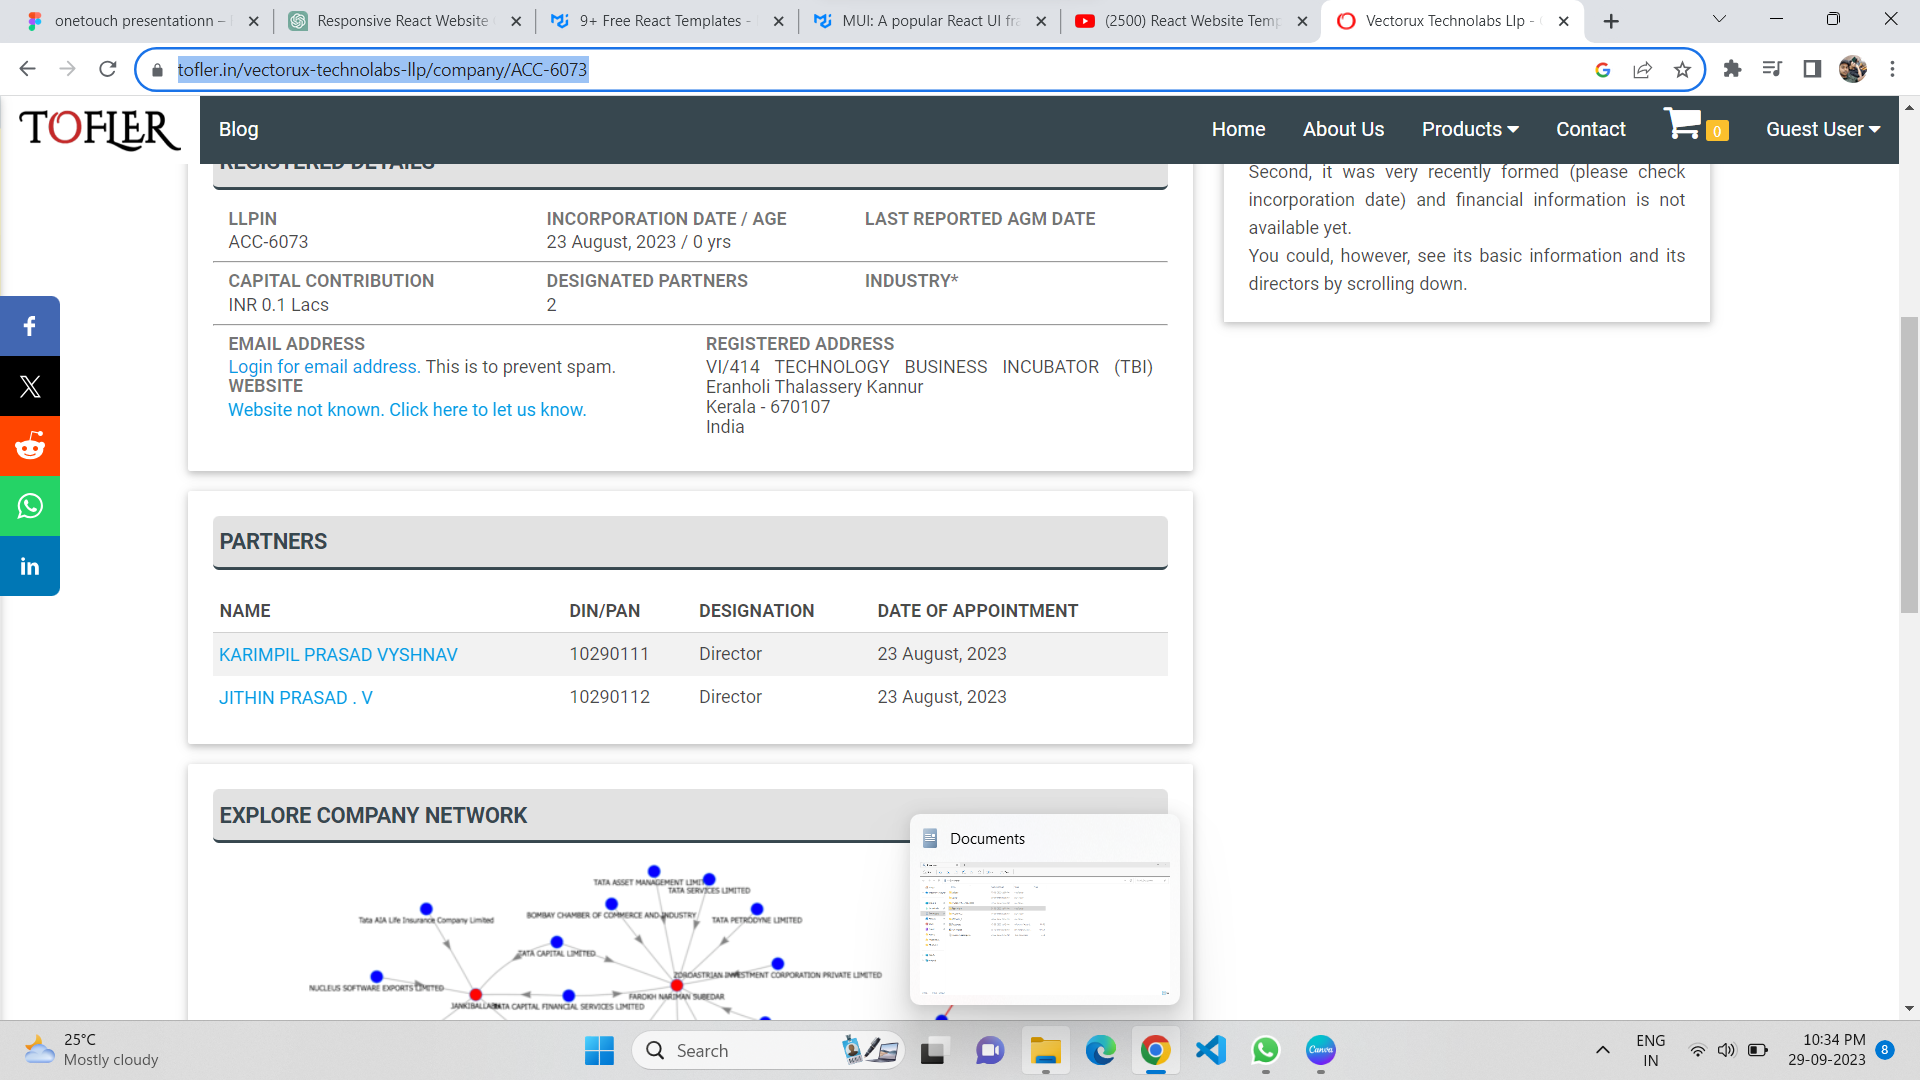 onetouch presentationn –
Responsive React Website
9+ Free React Templates -
MUI: A popular React UI fra
(2500) React Website Temp
Vectorux Technolabs Llp -
tofler.in/vectorux-technolabs-llp/company/ACC-6073
TOFLER
Blog
Home
About Us
Products
Contact
0
Guest User
REGISTERED DETAILS
Second, it was very recently formed (please check
incorporation date) and financial information is not
available yet.
You could, however, see its basic information and its
directors by scrolling down.
LLPIN
ACC-6073
INCORPORATION DATE / AGE
23 August, 2023 / 0 yrs
LAST REPORTED AGM DATE
CAPITAL CONTRIBUTION
INR 0.1 Lacs
DESIGNATED PARTNERS
2
INDUSTRY*
EMAIL ADDRESS
Login for email address. This is to prevent spam.
WEBSITE
Website not known. Click here to let us know.
REGISTERED ADDRESS
VI/414 TECHNOLOGY BUSINESS INCUBATOR (TBI)
Eranholi Thalassery Kannur
Kerala - 670107
India
PARTNERS
NAME DIN/PAN DESIGNATION DATE OF APPOINTMENT
KARIMPIL PRASAD VYSHNAV 10290111 Director 23 August, 2023
JITHIN PRASAD . V 10290112 Director 23 August, 2023
EXPLORE COMPANY NETWORK
TATA ASSET MANAGEMENT LIMIT
TATA SERVICES LIMITED
Tata AIA Life Insurance Company Limited
BOMBAY CHAMBER OF COMMERCE AND INDUSTRY
TATA PETRODYNE LIMITED
TATA CAPITAL LIMITED
ZOROASTRIAN INVESTMENT CORPORATION PRIVATE LIMITED
NUCLEUS SOFTWARE EXPORTS LIMITED
TATA CAPITAL FINANCIAL SERVICES LIMITED
FAROKH NARIMAN SUBEDAR
Documents
25°C
Mostly cloudy
Search
Canva
ENG
IN
10:34 PM
29-09-2023
8